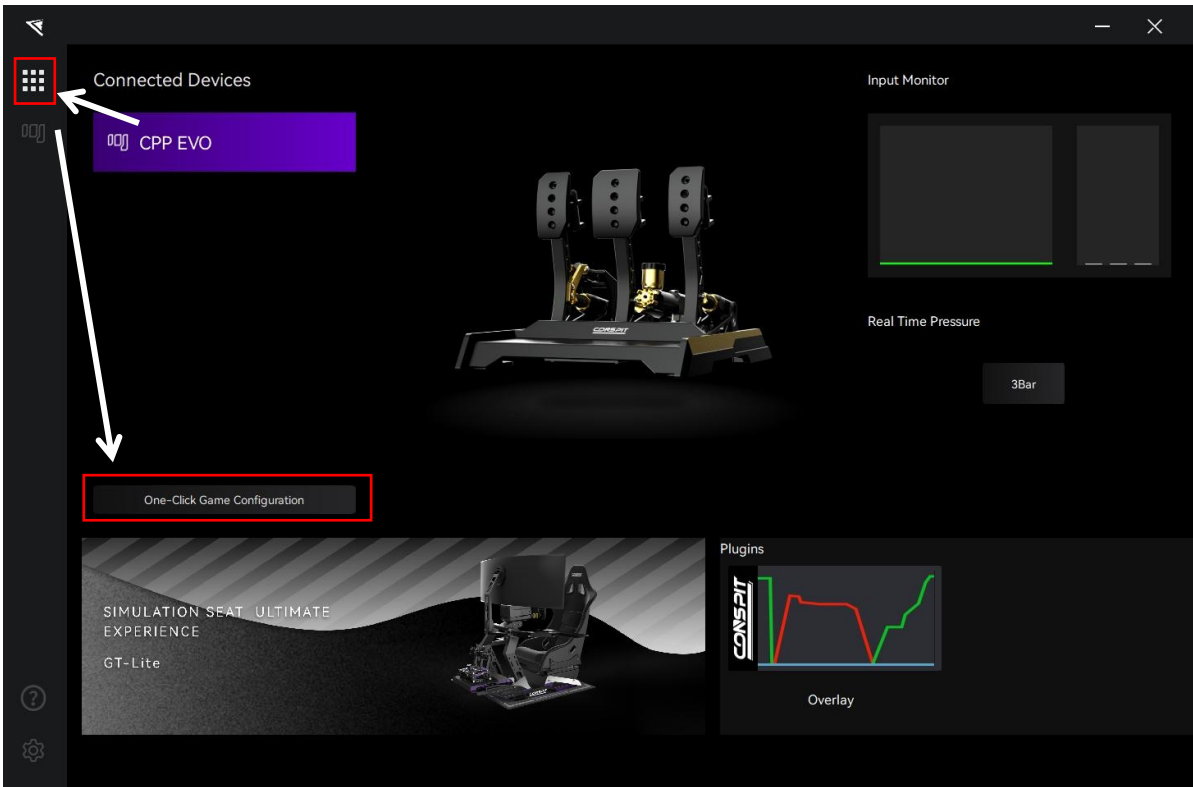 Connected Devices
CPP EVO
Input Monitor
CONSPIT
Real Time Pressure
3Bar
One-Click Game Configuration
SIMULATION SEAT ULTIMATE
EXPERIENCE
GT-Lite
Plugins
CONSPIT
Overlay
?